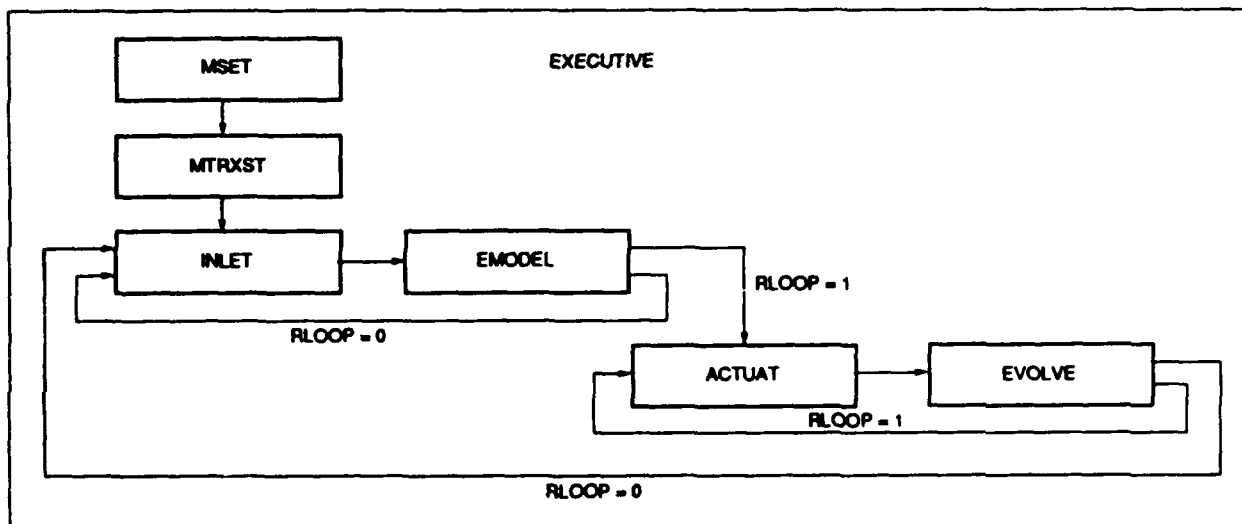 MSET
EXECUTIVE
MTRXST
INLET
EMODEL
RLOOP = 1
RLOOP = 0
ACTUAT
EVOLVE
RLOOP = 1
RLOOP = 0